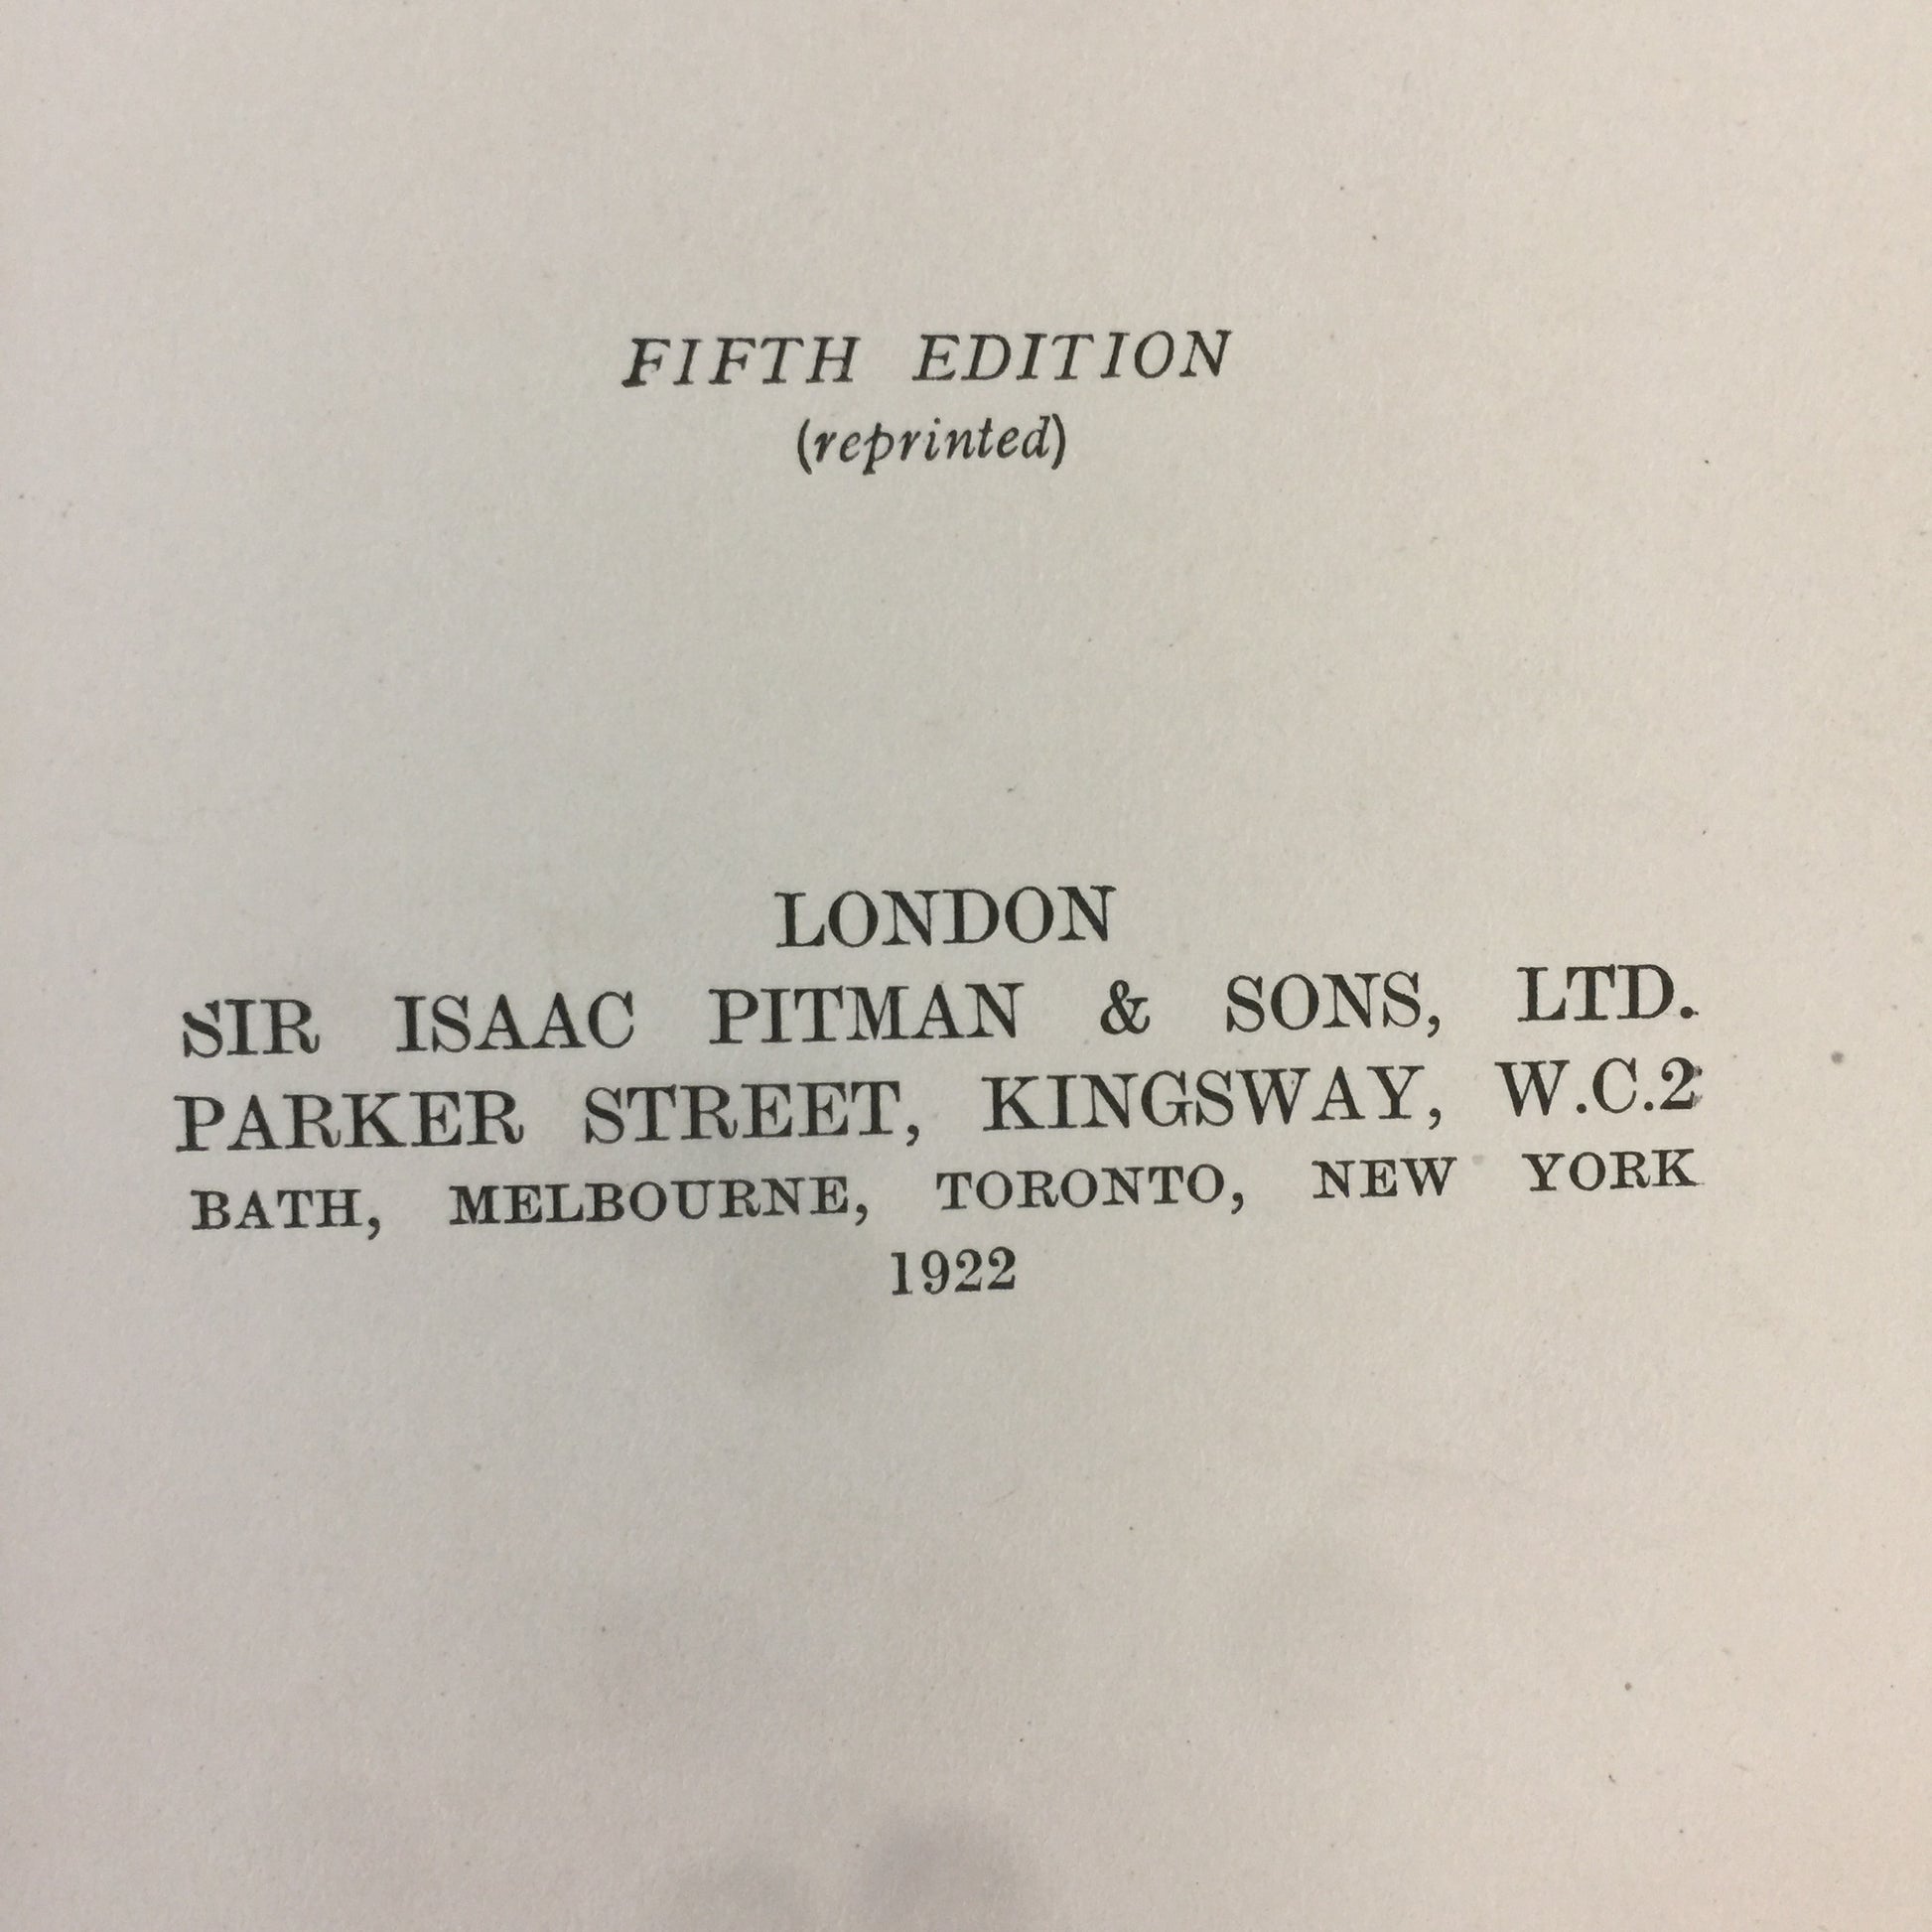 FIFTH EDITION
(reprinted)
LONDON
SIR ISAAC PITMAN & SONS, LTD.
PARKER STREET, KINGSWAY, W.C.2
BATH, MELBOURNE, TORONTO, NEW YORK
1922